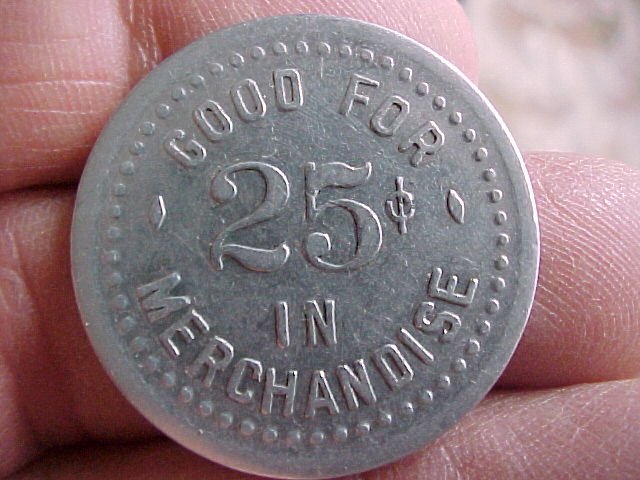 GOOD FOR
25¢
IN
MERCHANDISE